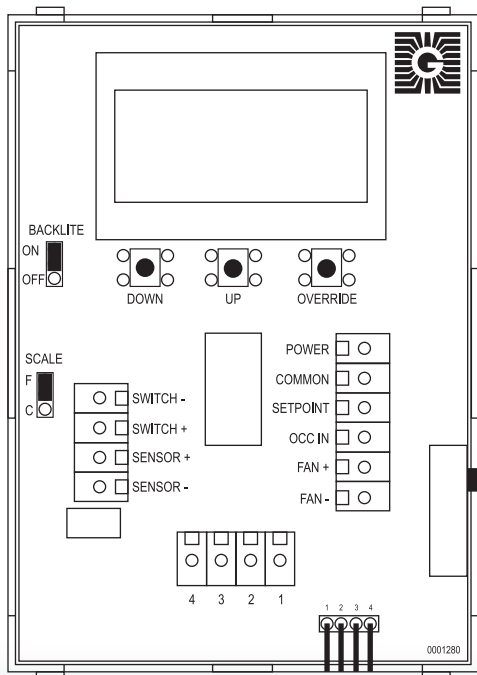 G
BACKLITE
ON
OFF
DOWN UP OVERRIDE
SCALE
F
C
SWITCH -
SWITCH +
SENSOR +
SENSOR -
POWER
COMMON
SETPOINT
OCC IN
FAN +
FAN -
4 3 2 1
1 2 3 4
0001280